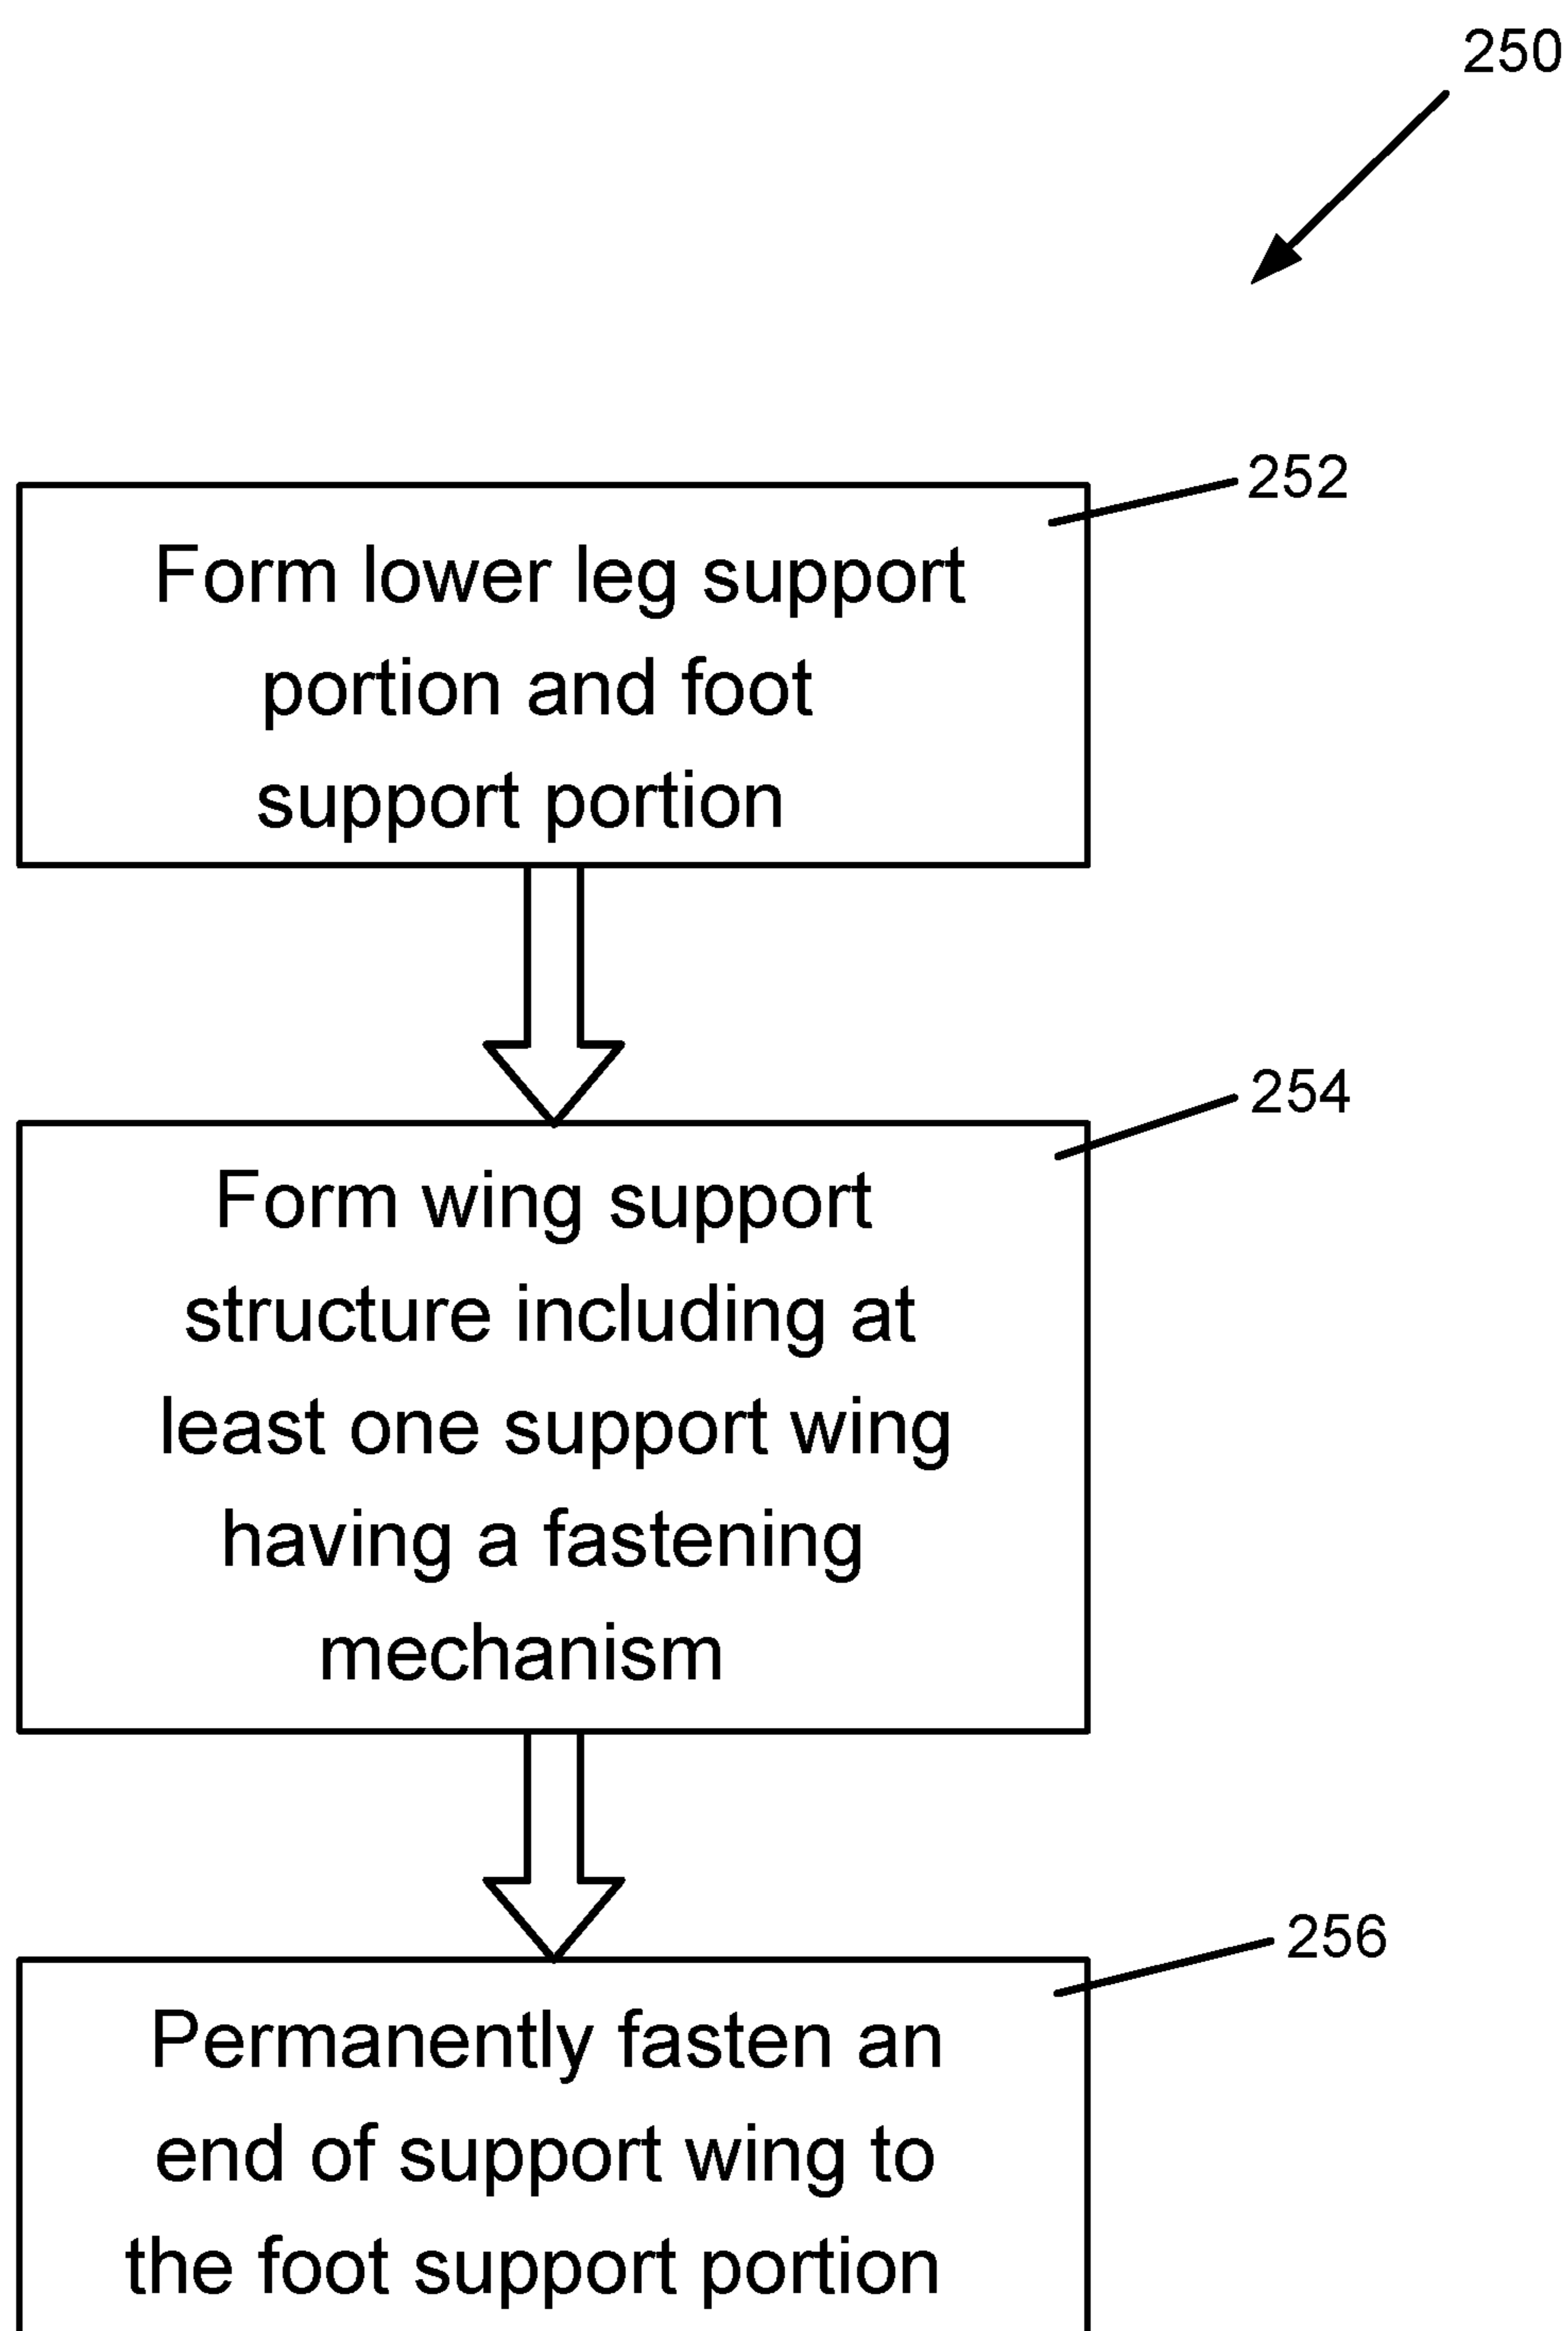 250
252
Form lower leg support
portion and foot
support portion
254
Form wing support
structure including at
least one support wing
having a fastening
mechanism
256
Permanently fasten an
end of support wing to
the foot support portion